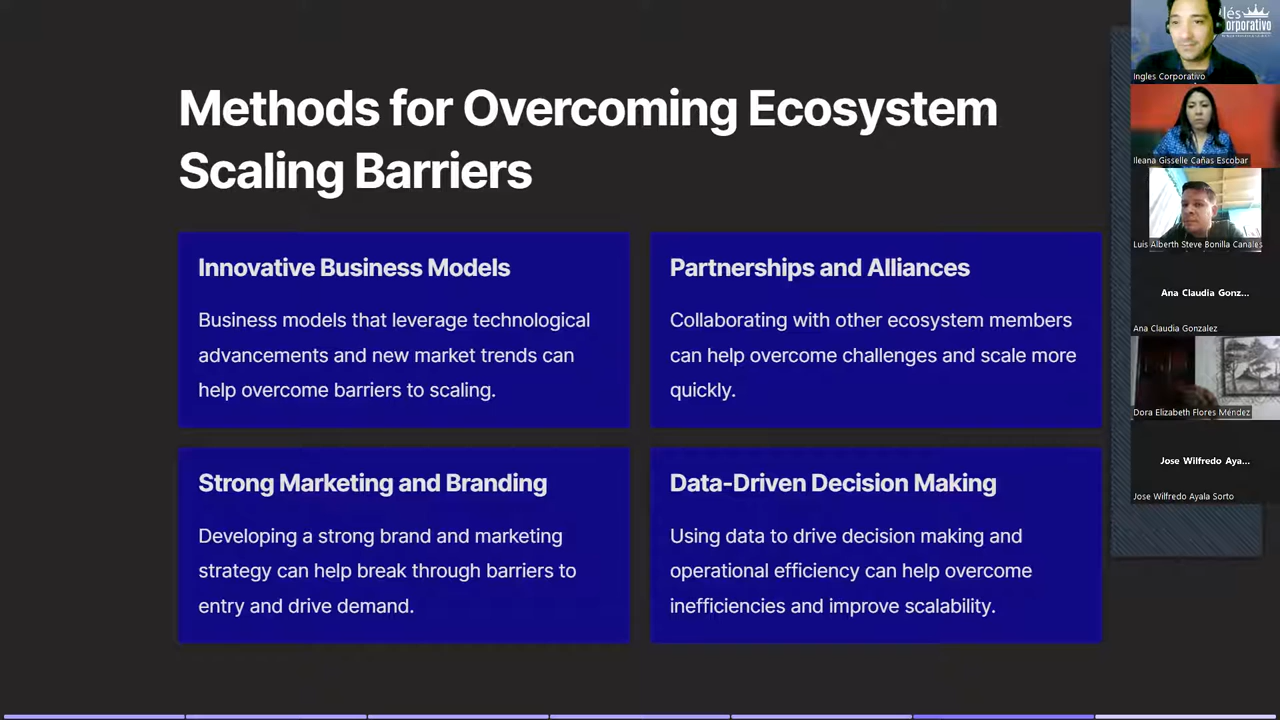 Methods for Overcoming Ecosystem
Scaling Barriers
Innovative Business Models
Business models that leverage technological
advancements and new market trends can
help overcome barriers to scaling.
Partnerships and Alliances
Collaborating with other ecosystem members
can help overcome challenges and scale more
quickly.
Strong Marketing and Branding
Developing a strong brand and marketing
strategy can help break through barriers to
entry and drive demand.
Data-Driven Decision Making
Using data to drive decision making and
operational efficiency can help overcome
inefficiencies and improve scalability.
Ingles Corporativo
Ileana Gisselle Cañas Escobar
Luis Alberth Steve Bonilla Canales
Ana Claudia Gonz...
Ana Claudia Gonzalez
Dora Elizabeth Flores Méndez
Jose Wilfredo Aya...
Jose Wilfredo Ayala Sorto